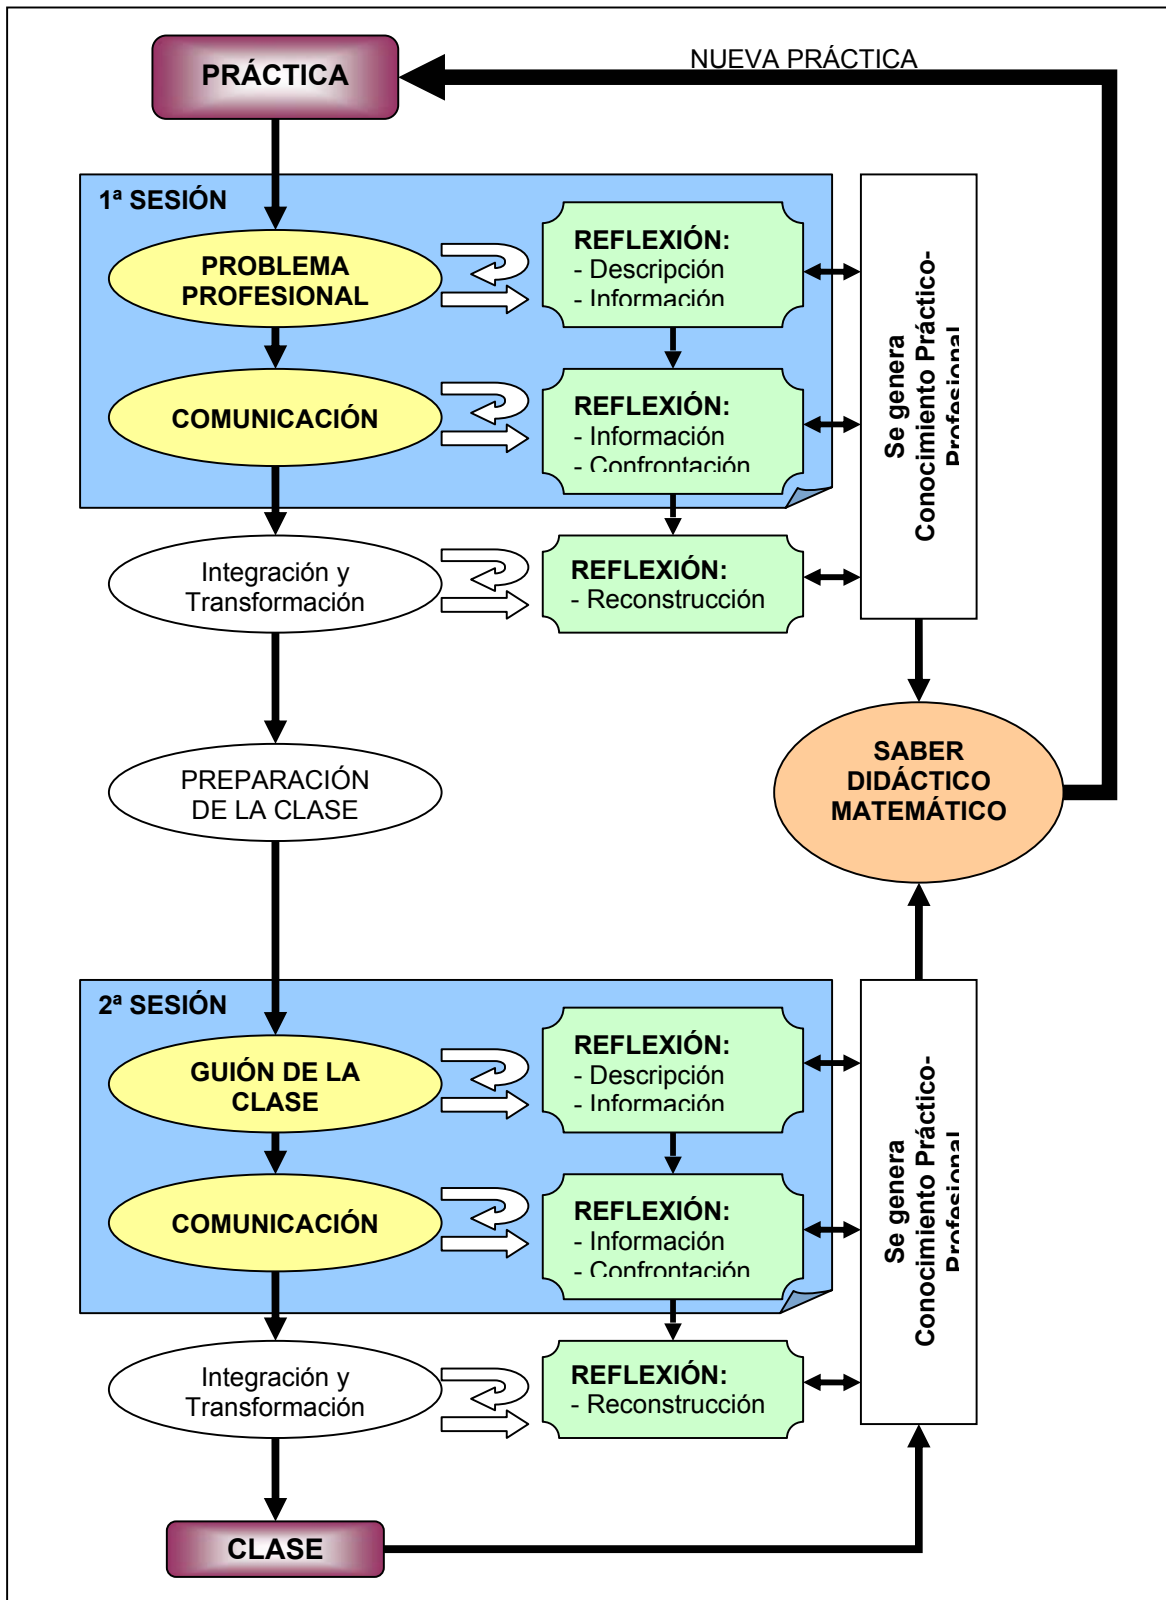 PRÁCTICA
NUEVA PRÁCTICA
1ª SESIÓN
PROBLEMA
PROFESIONAL
REFLEXIÓN:
- Descripción
- Información
COMUNICACIÓN
REFLEXIÓN:
- Información
- Confrontación
Se genera
Conocimiento Práctico-
Profesional
Integración y
Transformación
REFLEXIÓN:
- Reconstrucción
PREPARACIÓN
DE LA CLASE
SABER
DIDÁCTICO
MATEMÁTICO
2ª SESIÓN
GUIÓN DE LA
CLASE
REFLEXIÓN:
- Descripción
- Información
COMUNICACIÓN
REFLEXIÓN:
- Información
- Confrontación
Se genera
Conocimiento Práctico-
Profesional
Integración y
Transformación
REFLEXIÓN:
- Reconstrucción
CLASE